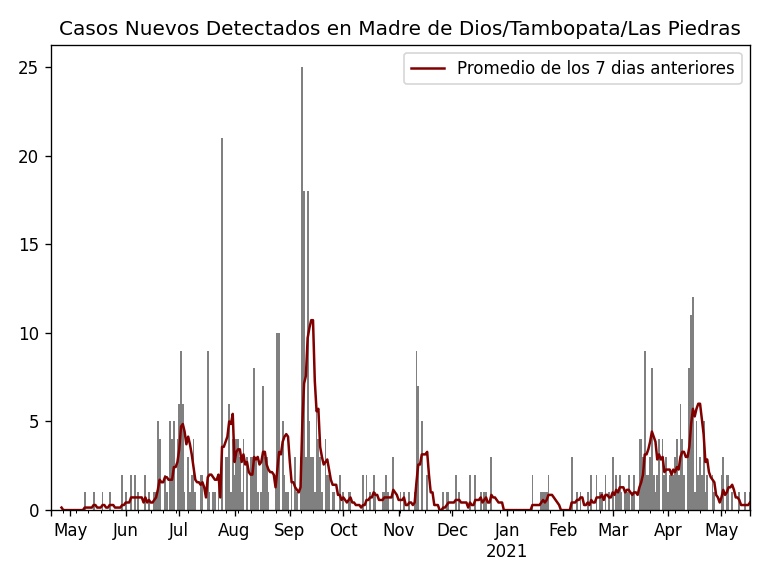 Casos Nuevos Detectados en Madre de Dios/Tambopata/Las Piedras
Promedio de los 7 dias anteriores
25
20
15
10
5
0
May Jun Jul Aug Sep Oct Nov Dec Jan Feb Mar Apr May
2021